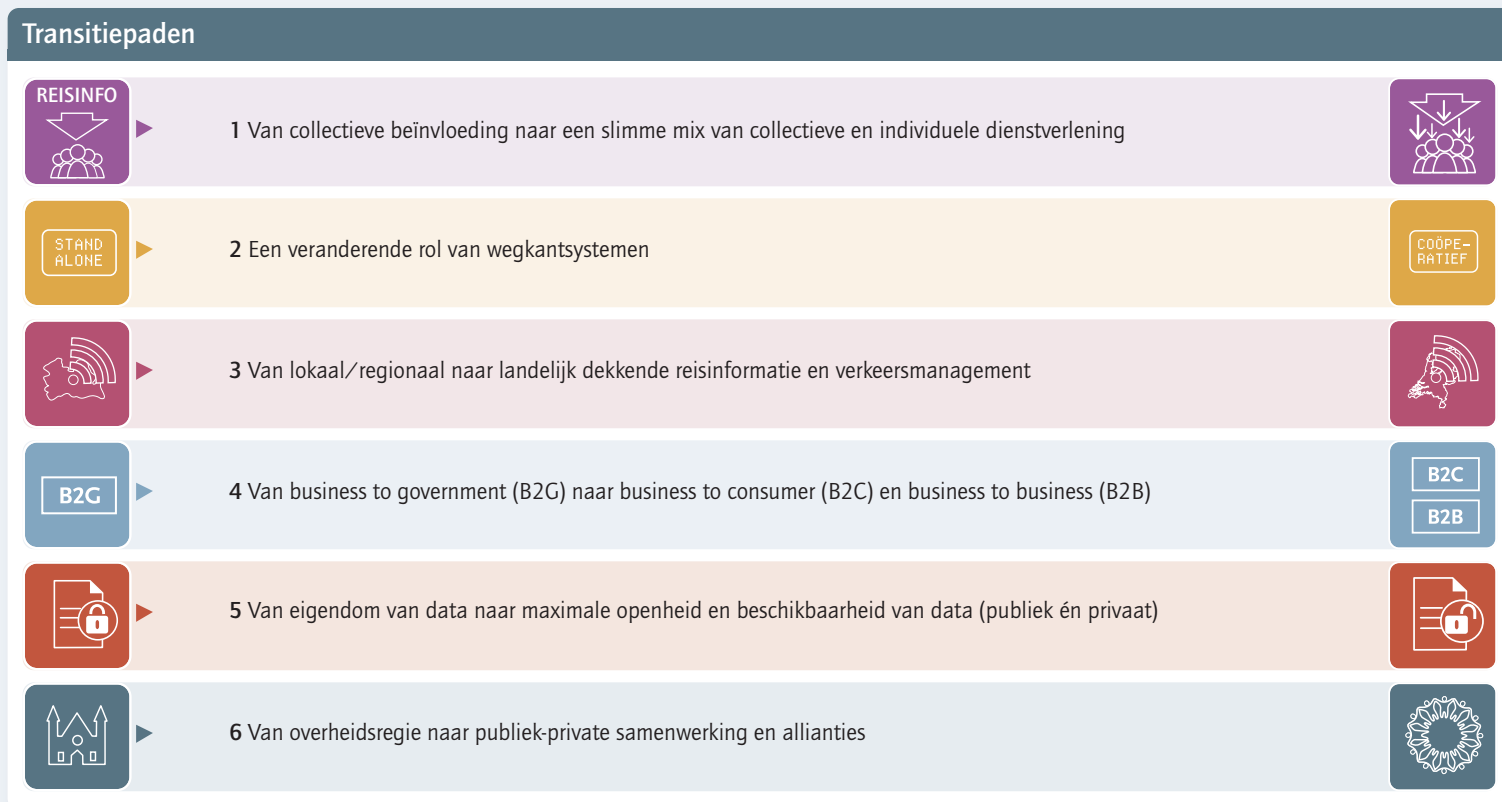 Transitiepaden
REISINFO
1 Van collectieve beïnvloeding naar een slimme mix van collectieve en individuele dienstverlening
STAND
ALONE
2 Een veranderende rol van wegkantsystemen
COÖPE-
RATIEF
3 Van lokaal/regionaal naar landelijk dekkende reisinformatie en verkeersmanagement
B2G
4 Van business to government (B2G) naar business to consumer (B2C) en business to business (B2B)
B2C
B2B
5 Van eigendom van data naar maximale openheid en beschikbaarheid van data (publiek én privaat)
6 Van overheidsregie naar publiek-private samenwerking en allianties